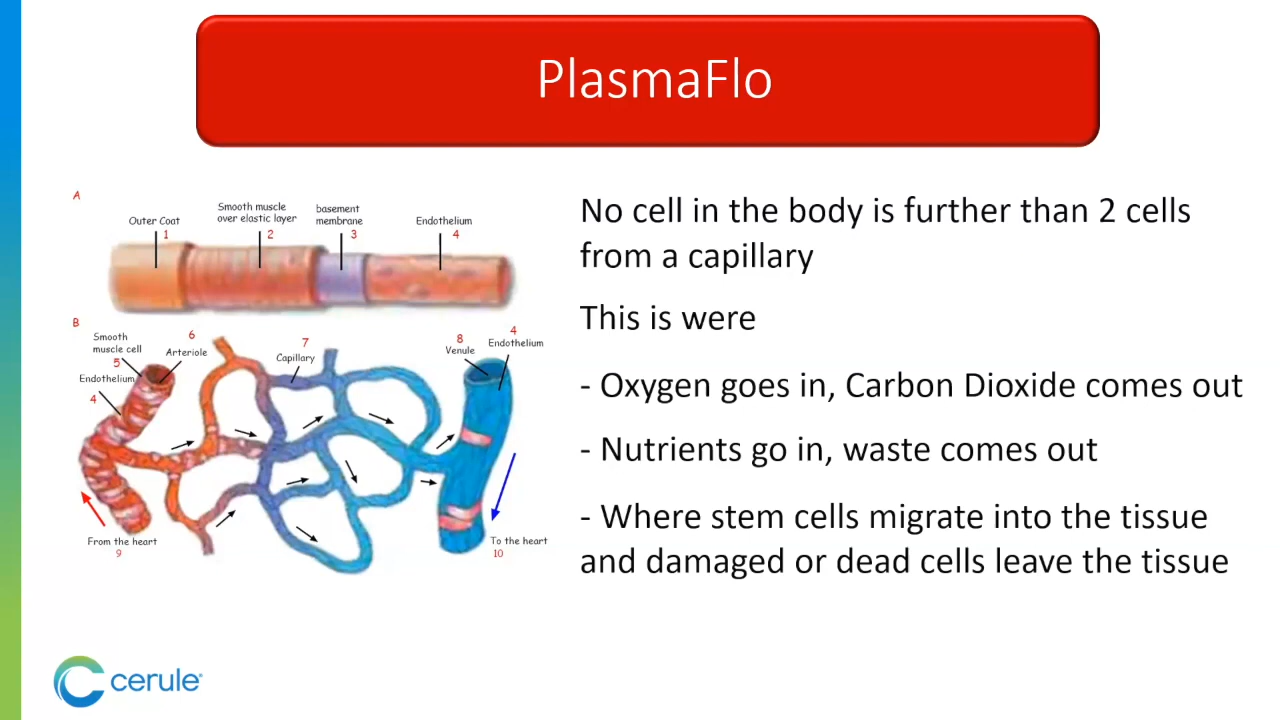 PlasmaFlo
A
Outer Coat
1
Smooth muscle
over elastic layer
2
basement
membrane
3
Endothelium
4
B
Smooth
muscle cell
5
Endothelium
4
6
Arteriole
7
Capillary
8
Venule
4
Endothelium
From the heart
9
To the heart
10
No cell in the body is further than 2 cells
from a capillary
This is were
- Oxygen goes in, Carbon Dioxide comes out
- Nutrients go in, waste comes out
- Where stem cells migrate into the tissue
and damaged or dead cells leave the tissue
cerule®